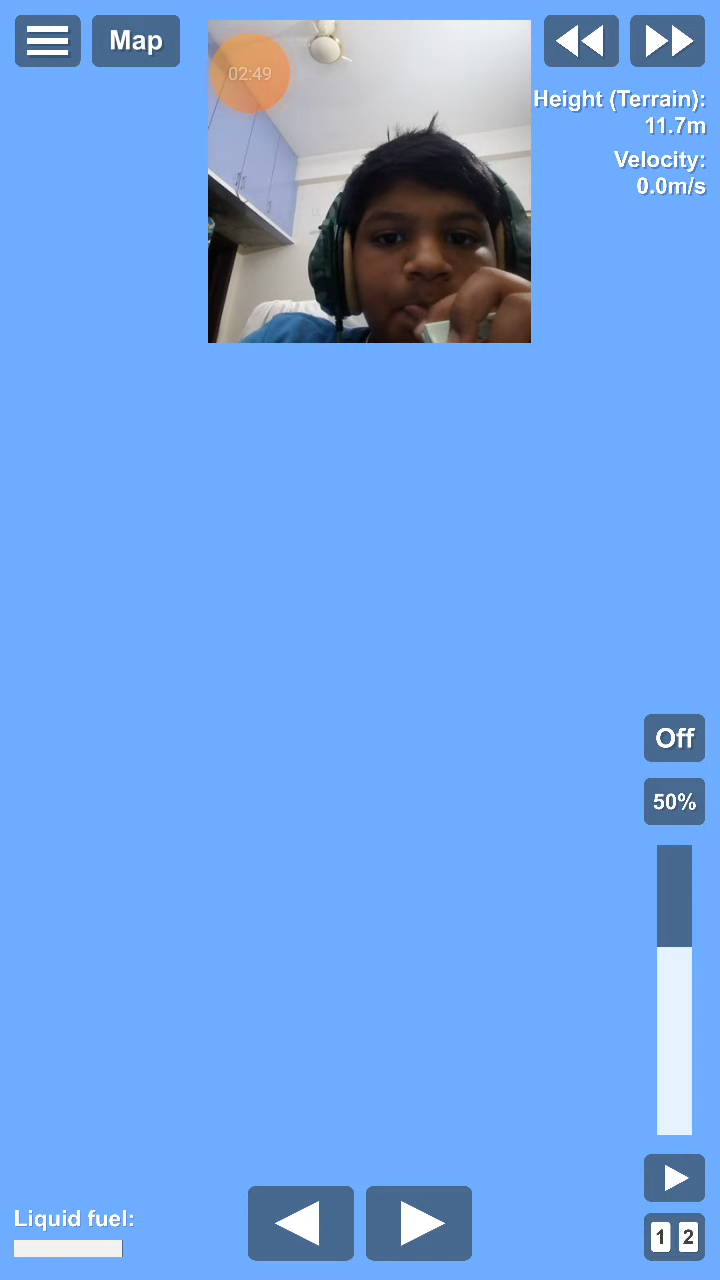 Map
02:49
Height (Terrain):
11.7m
Velocity:
0.0m/s
Off
50%
Liquid fuel:
1 2